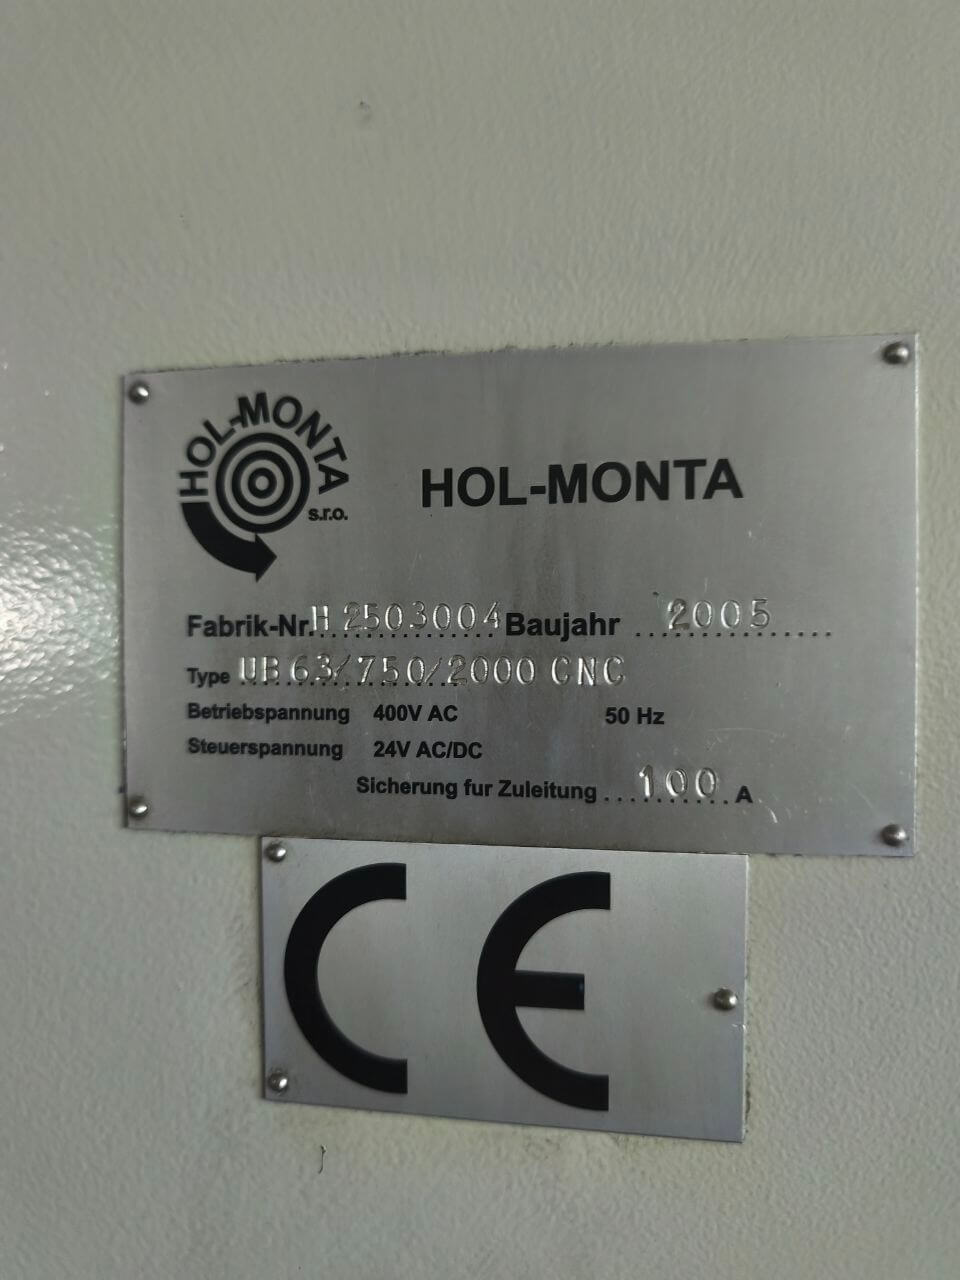 HOL-MONTA
s.r.o.
HOL-MONTA
Fabrik-Nr. H 2503004 Baujahr 2005
Type UB 63/750/2000 CNC
Betriebspannung 400V AC 50 Hz
Steuerspannung 24V AC/DC
Sicherung fur Zuleitung 100 A
CE